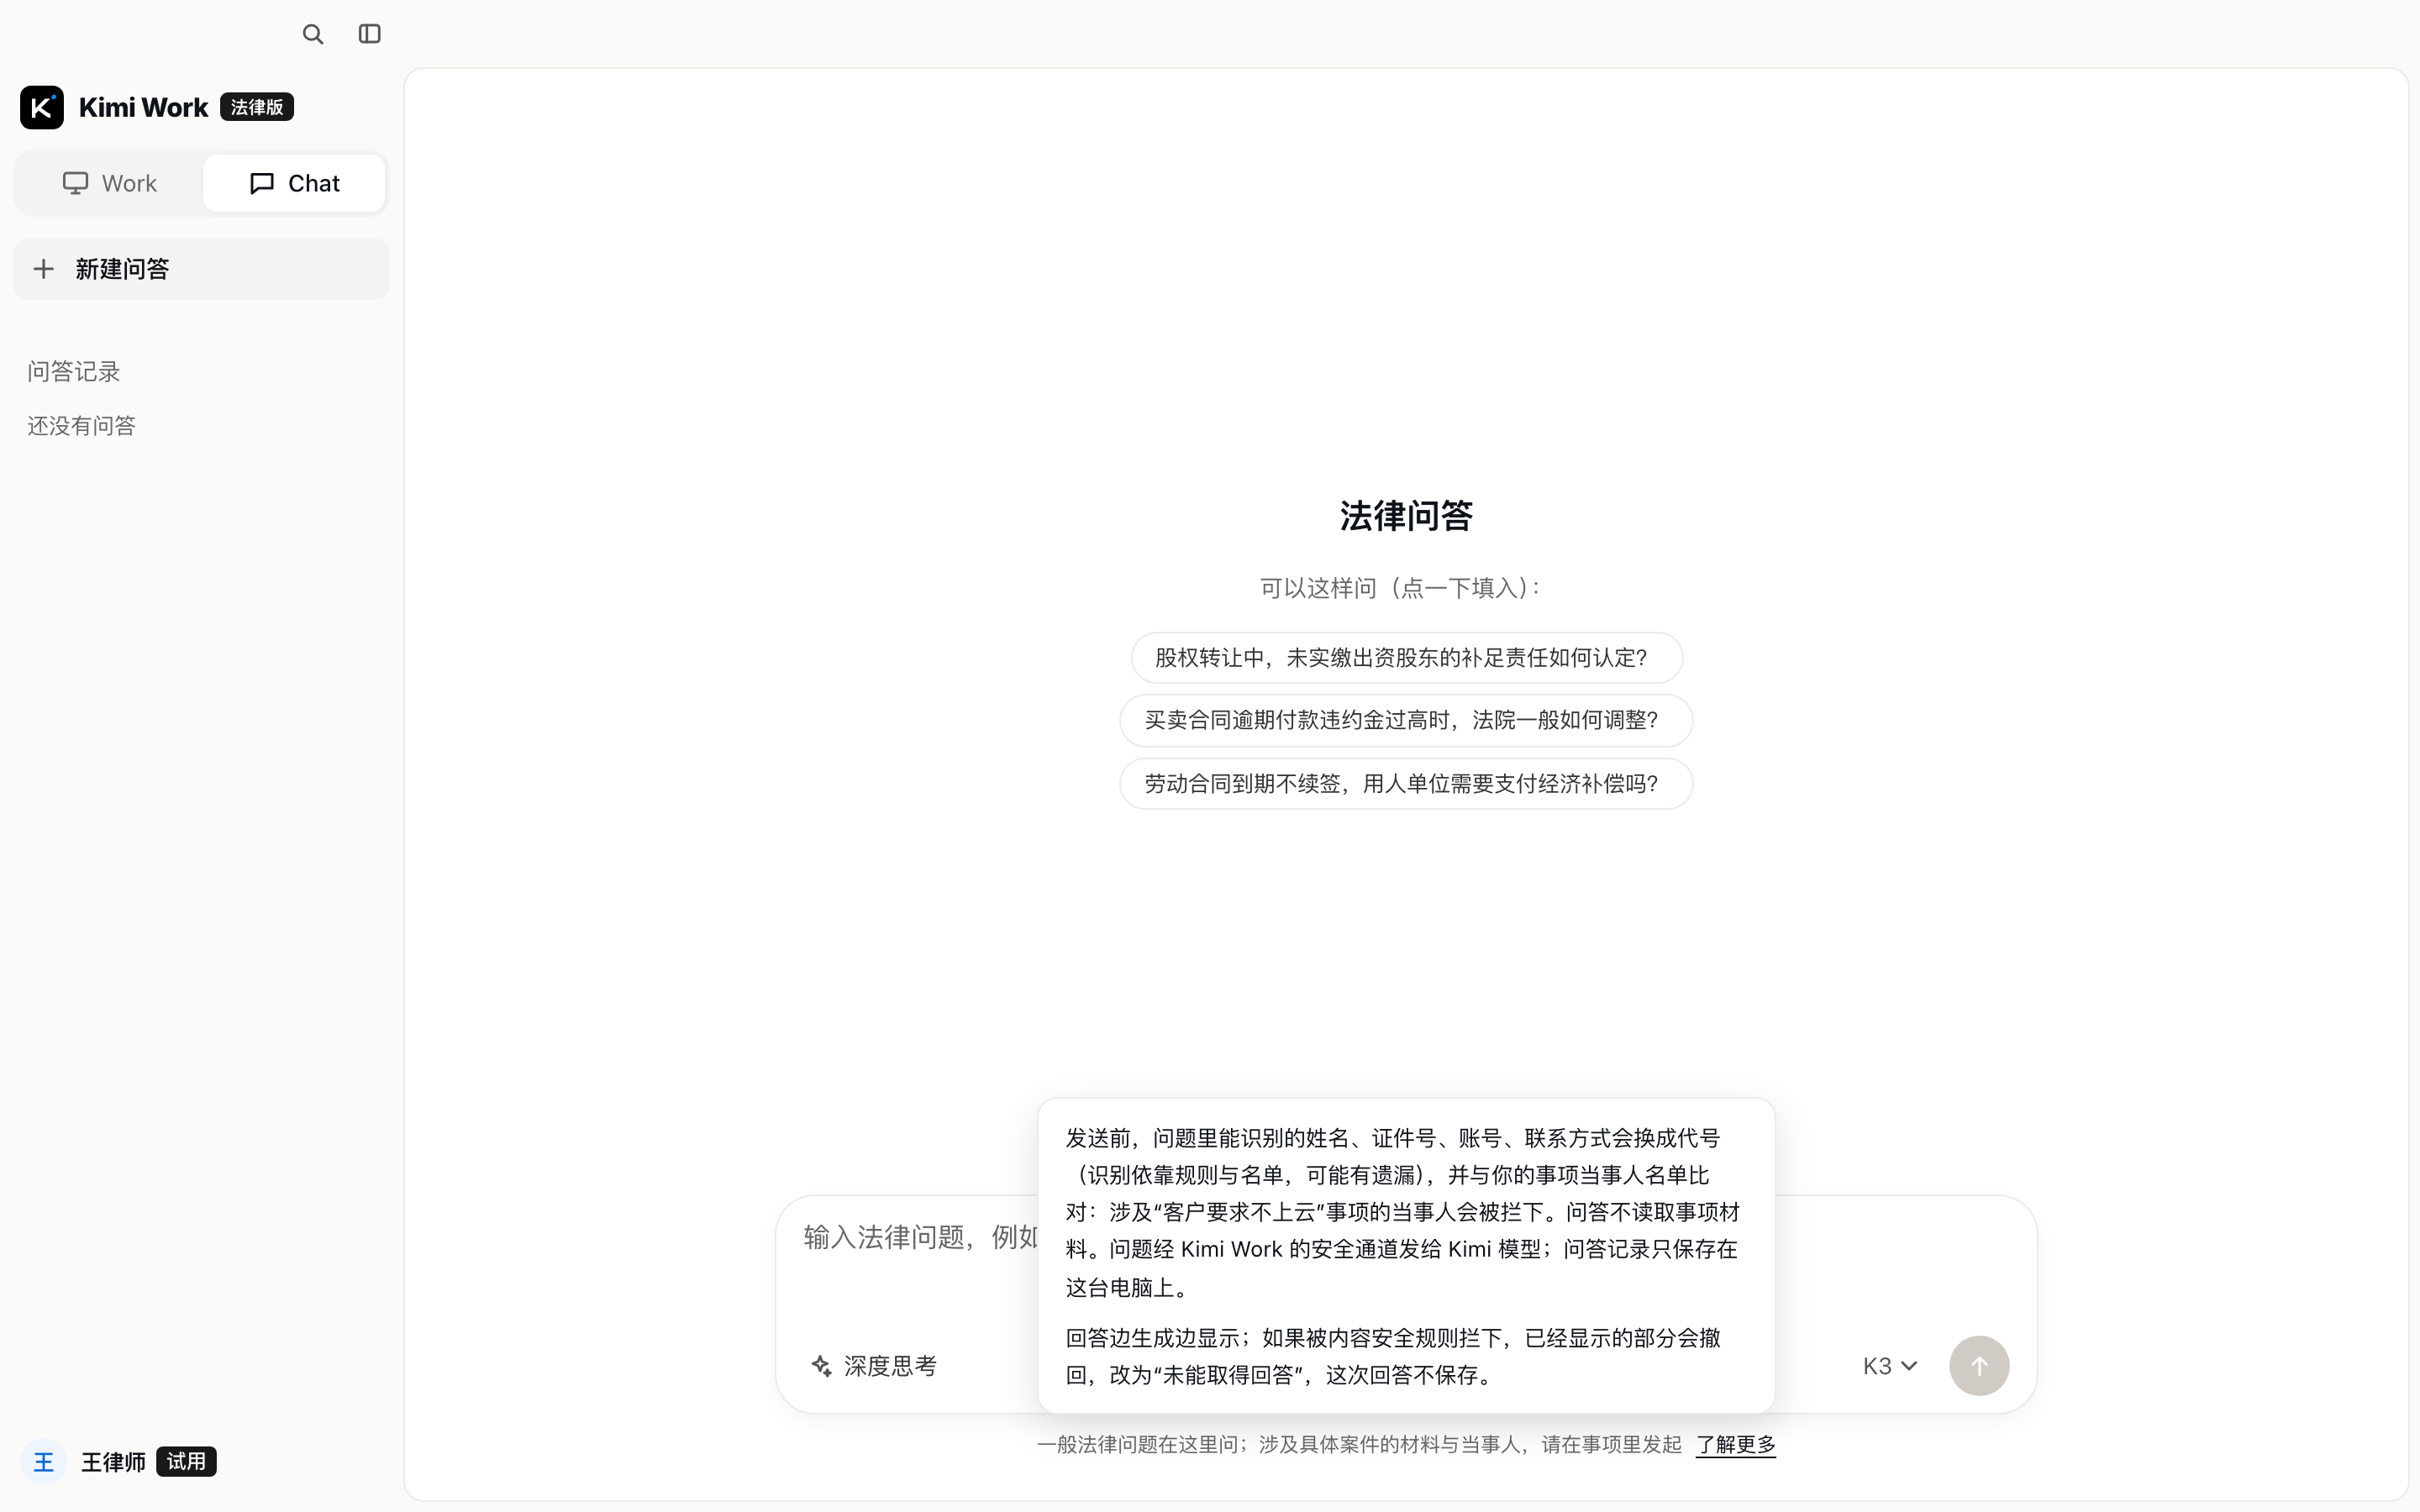 Kimi Work 法律版
Work
Chat
新建问答
问答记录
还没有问答
法律问答
可以这样问（点一下填入）：
股权转让中，未实缴出资股东的补足责任如何认定？
买卖合同逾期付款违约金过高时，法院一般如何调整？
劳动合同到期不续签，用人单位需要支付经济补偿吗？
发送前，问题里能识别的姓名、证件号、账号、联系方式会换成代号
（识别依靠规则与名单，可能有遗漏），并与你的事项当事人名单比
对：涉及“客户要求不上云”事项的当事人会被拦下。问答不读取事项材
料。问题经 Kimi Work 的安全通道发给 Kimi 模型；问答记录只保存在
这台电脑上。
回答边生成边显示；如果被内容安全规则拦下，已经显示的部分会撤
回，改为“未能取得回答”，这次回答不保存。
输入法律问题，例如
深度思考
K3
一般法律问题在这里问；涉及具体案件的材料与当事人，请在事项里发起 了解更多
王 王律师 试用